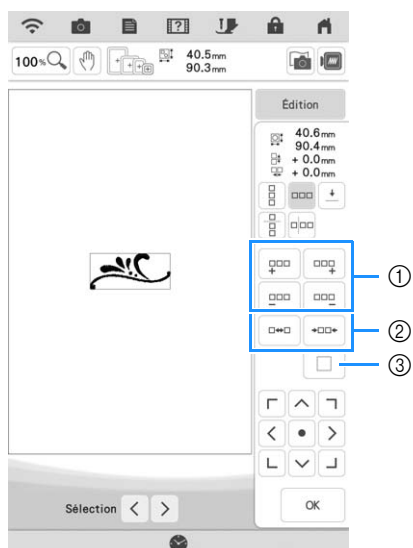 100%
40.5mm
90.3mm
Édition
40.6mm
90.4mm
+ 0.0mm
+ 0.0mm
①
②
③
Sélection
OK